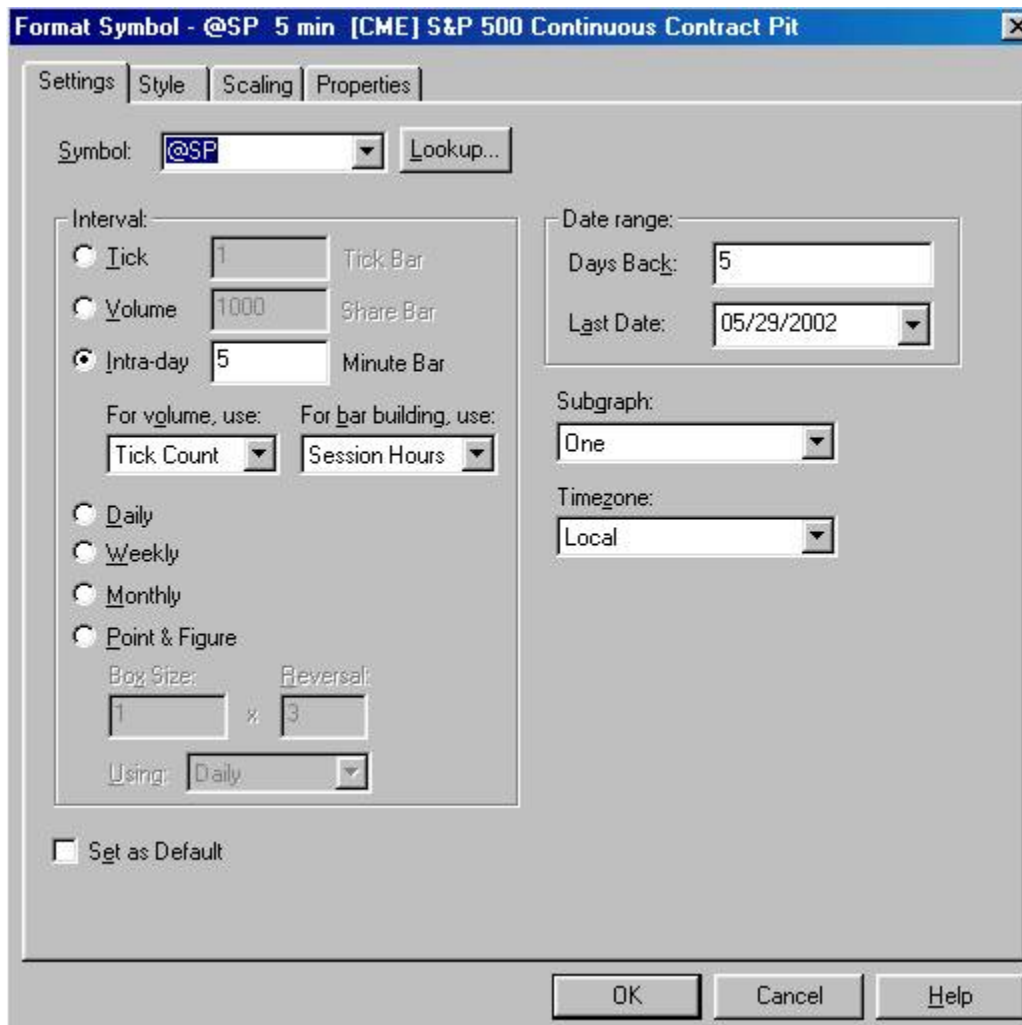 Format Symbol - @SP 5 min [CME] S&P 500 Continuous Contract Pit
Settings Style Scaling Properties
Symbol: @SP Lookup...
Interval:
Tick 1 Tick Bar
Volume 1000 Share Bar
Intra-day 5 Minute Bar
For volume, use: For bar building, use:
Tick Count Session Hours
Daily
Weekly
Monthly
Point & Figure
Box Size: Reversal:
1 x 3
Using: Daily
Date range:
Days Back: 5
Last Date: 05/29/2002
Subgraph:
One
Timezone:
Local
Set as Default
OK Cancel Help